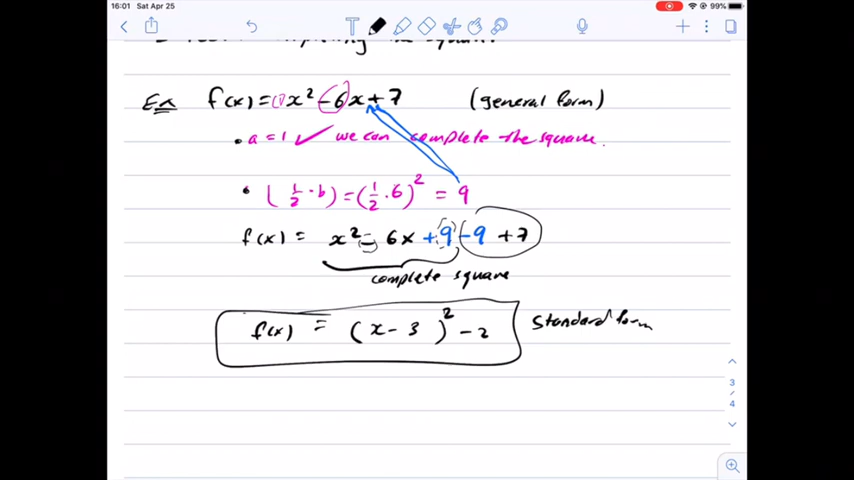 16:01 Sat Apr 25
99%
Ex f(x) = 1x² - 6x + 7 (general form)
• a = 1 ✓ we can complete the square.
• (1/2 · b) = (1/2 · 6)² = 9
f(x) = x² - 6x + 9 - 9 + 7
complete square
f(x) = (x - 3)² - 2 Standard form
3
/
4